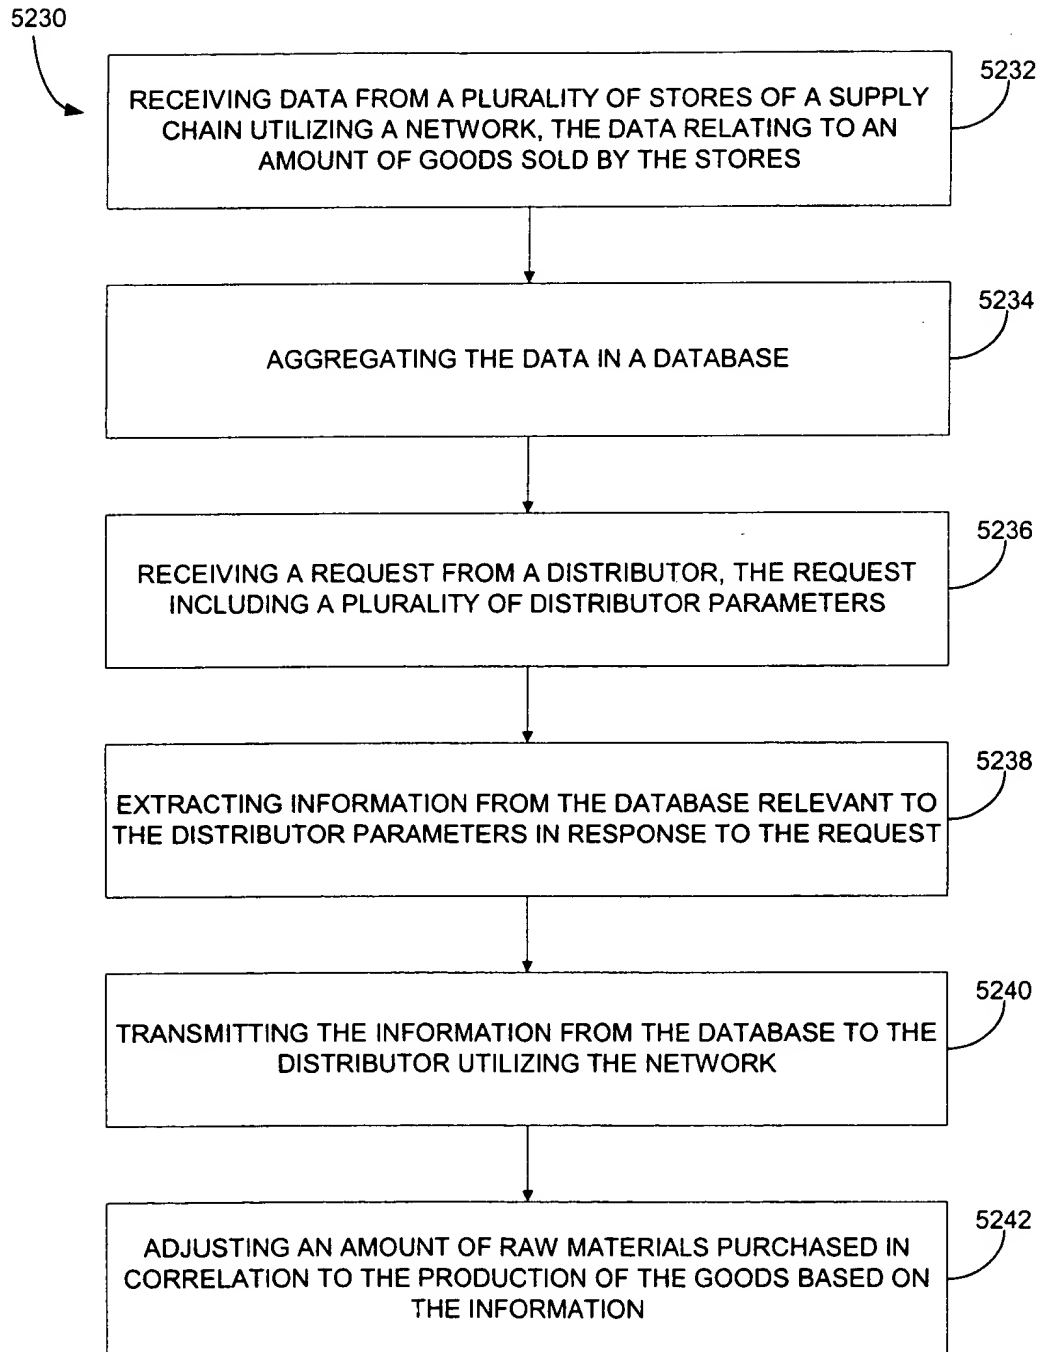 5230
5232
RECEIVING DATA FROM A PLURALITY OF STORES OF A SUPPLY
CHAIN UTILIZING A NETWORK, THE DATA RELATING TO AN
AMOUNT OF GOODS SOLD BY THE STORES
5234
AGGREGATING THE DATA IN A DATABASE
5236
RECEIVING A REQUEST FROM A DISTRIBUTOR, THE REQUEST
INCLUDING A PLURALITY OF DISTRIBUTOR PARAMETERS
5238
EXTRACTING INFORMATION FROM THE DATABASE RELEVANT TO
THE DISTRIBUTOR PARAMETERS IN RESPONSE TO THE REQUEST
5240
TRANSMITTING THE INFORMATION FROM THE DATABASE TO THE
DISTRIBUTOR UTILIZING THE NETWORK
5242
ADJUSTING AN AMOUNT OF RAW MATERIALS PURCHASED IN
CORRELATION TO THE PRODUCTION OF THE GOODS BASED ON
THE INFORMATION